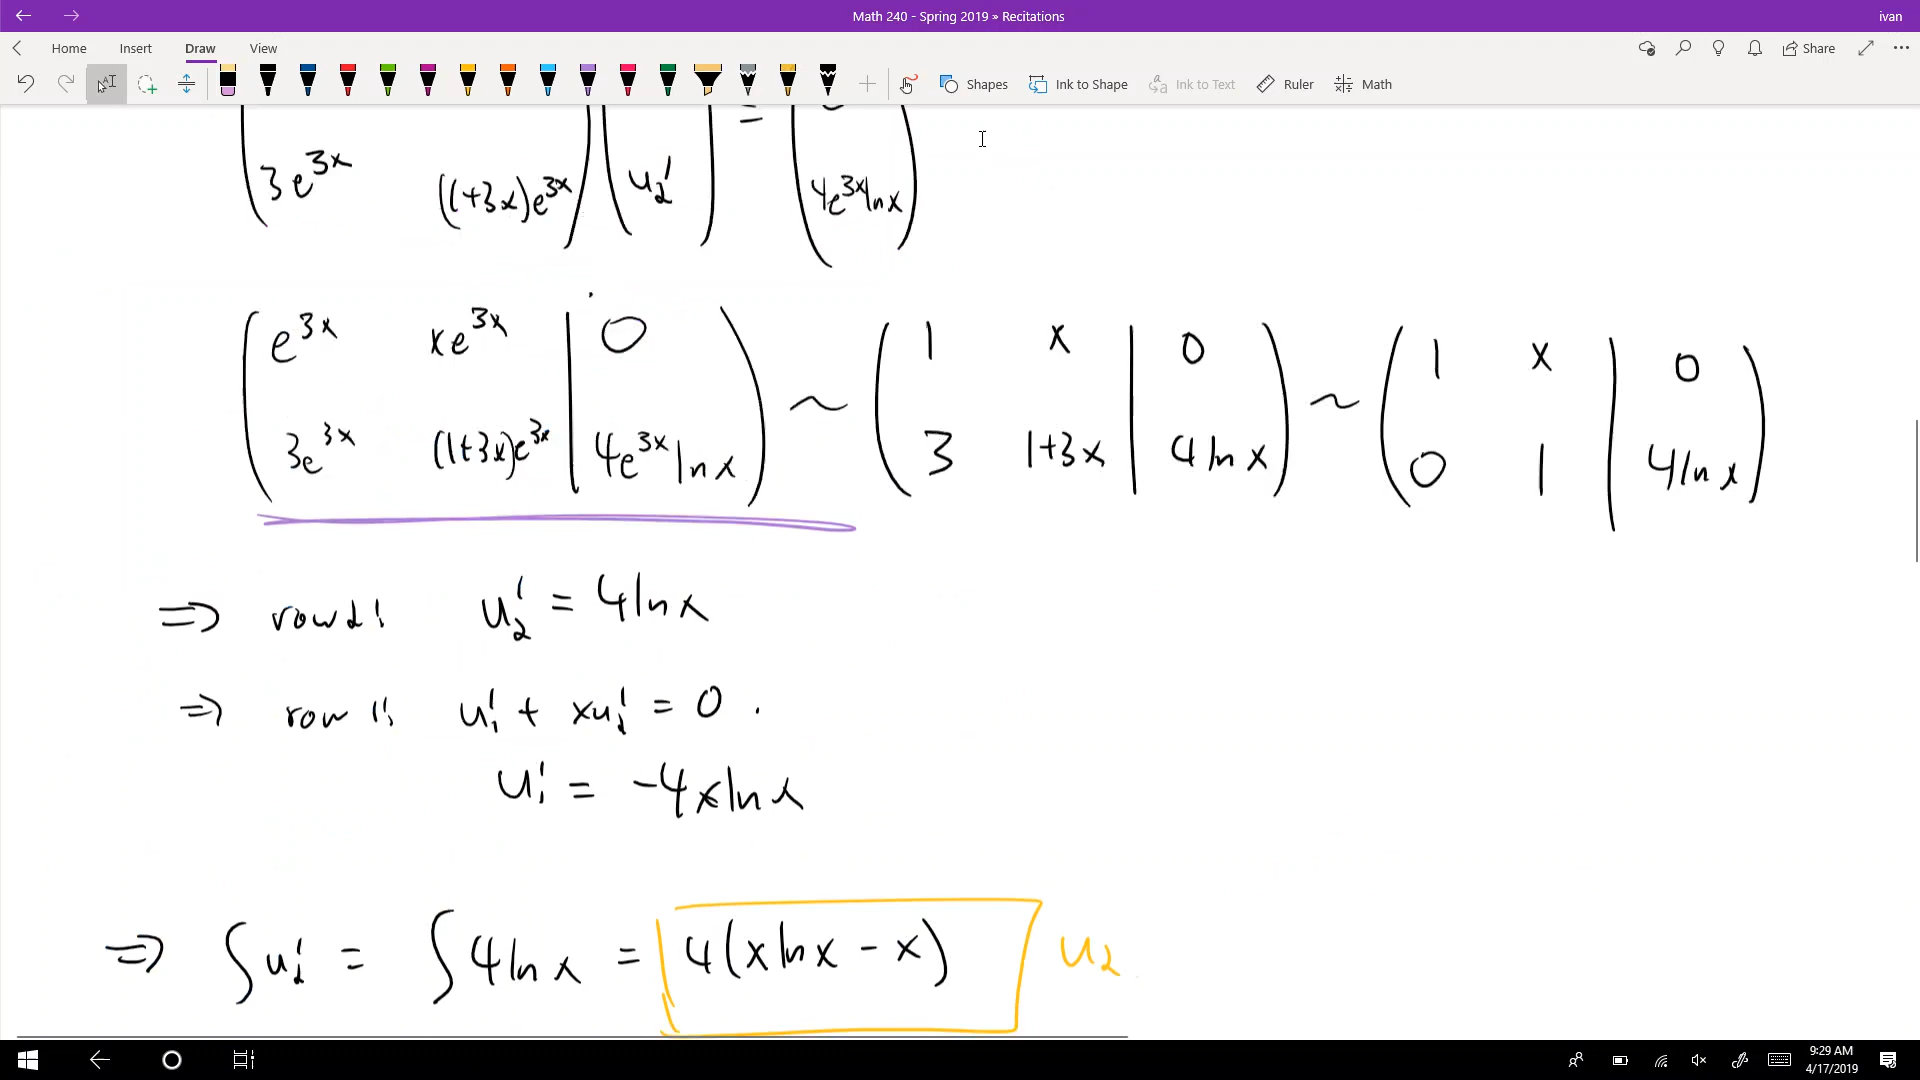 Math 240 - Spring 2019 » Recitations
ivan
Home Insert Draw View
Share
Shapes Ink to Shape Ink to Text Ruler Math
=
3e^{3x} (1+3x)e^{3x} u_2' 4e^{3x}lnx
e^{3x} xe^{3x} | 0 ~ 1 x | 0 ~ 1 x | 0
3e^{3x} (1+3x)e^{3x} | 4e^{3x} ln x 3 1+3x | 4 ln x 0 1 | 4 ln x
⇒ row 2: u_2' = 4 ln x
⇒ row 1: u_1' + xu_2' = 0 .
u_1' = -4x ln x
⇒ ∫ u_2' = ∫ 4 ln x = 4(x ln x - x) u_2
9:29 AM
4/17/2019